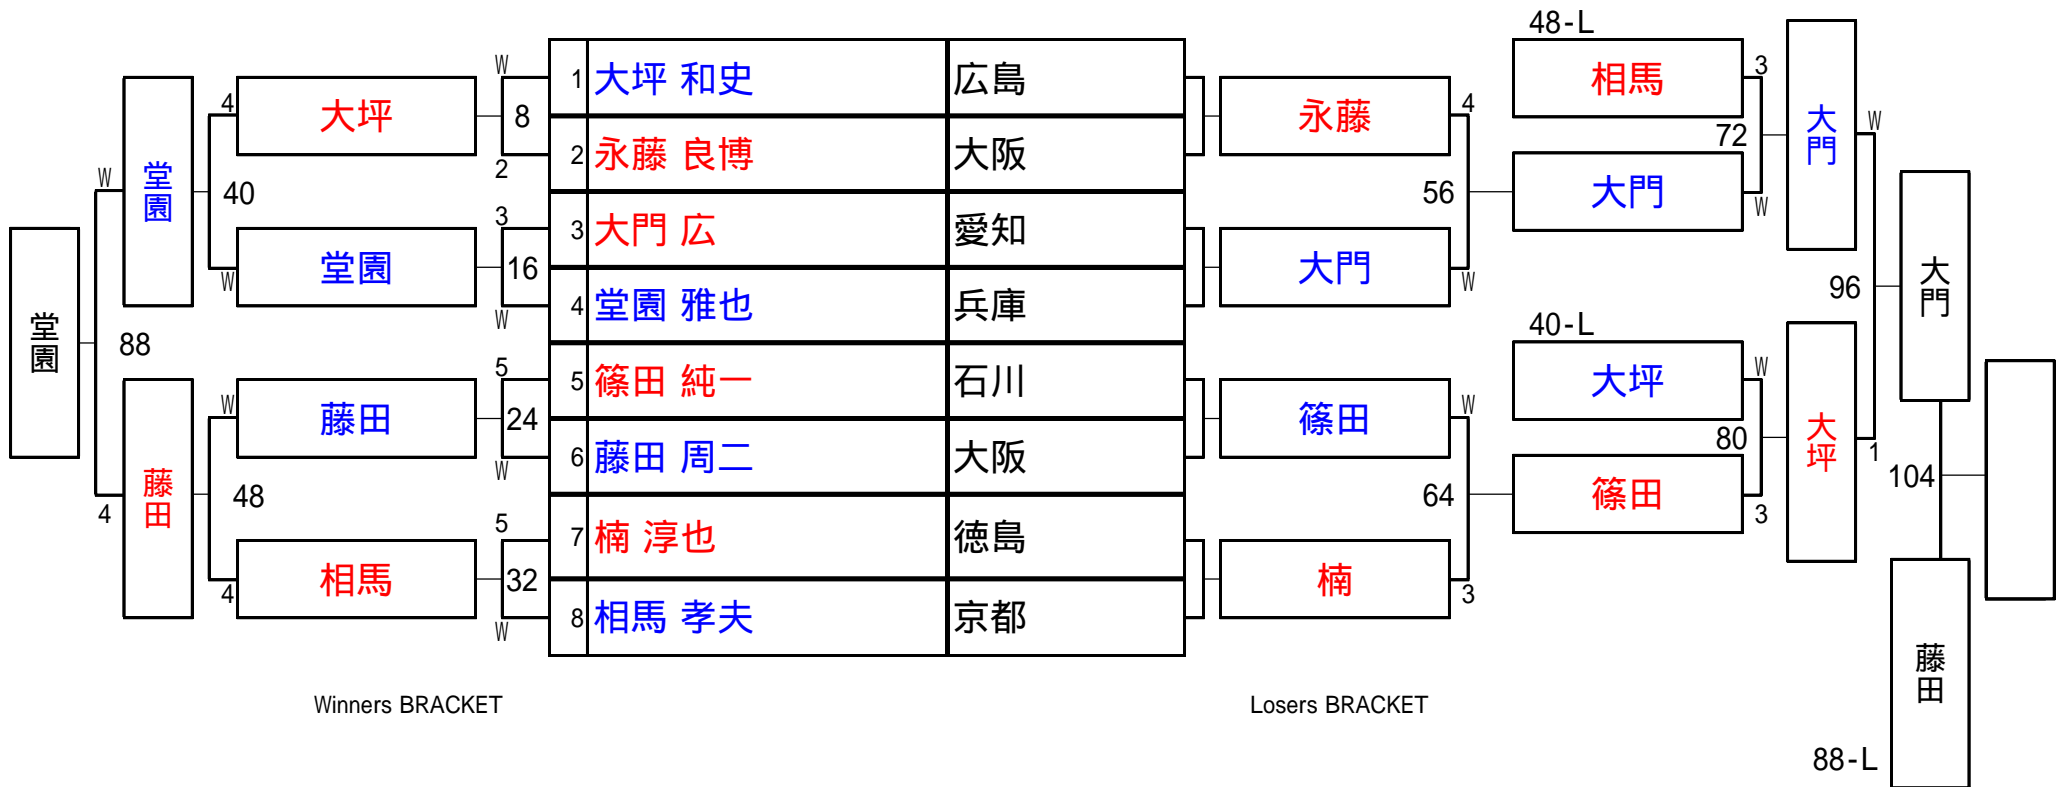 48-L
W 1 大坪 和史 広島 相馬 3
4 大坪 8 永藤 4 大門 W
2 永藤 良博 大阪 72
堂園 2 大門 W
W 40 56
3 3 大門 広 愛知 大門
堂園 16 大門 W
W 4 堂園 雅也 兵庫 96
堂園 W 40-L
88 5 5 篠田 純一 石川 大坪 W
W 藤田 24 篠田 W
6 藤田 周二 大阪 80 大坪 1
藤田 W 篠田 3 104
4 48 64
5 7 楠 淳也 徳島
4 相馬 32 楠 3
8 相馬 孝夫 京都
W 藤田
Winners BRACKET Losers BRACKET
88-L